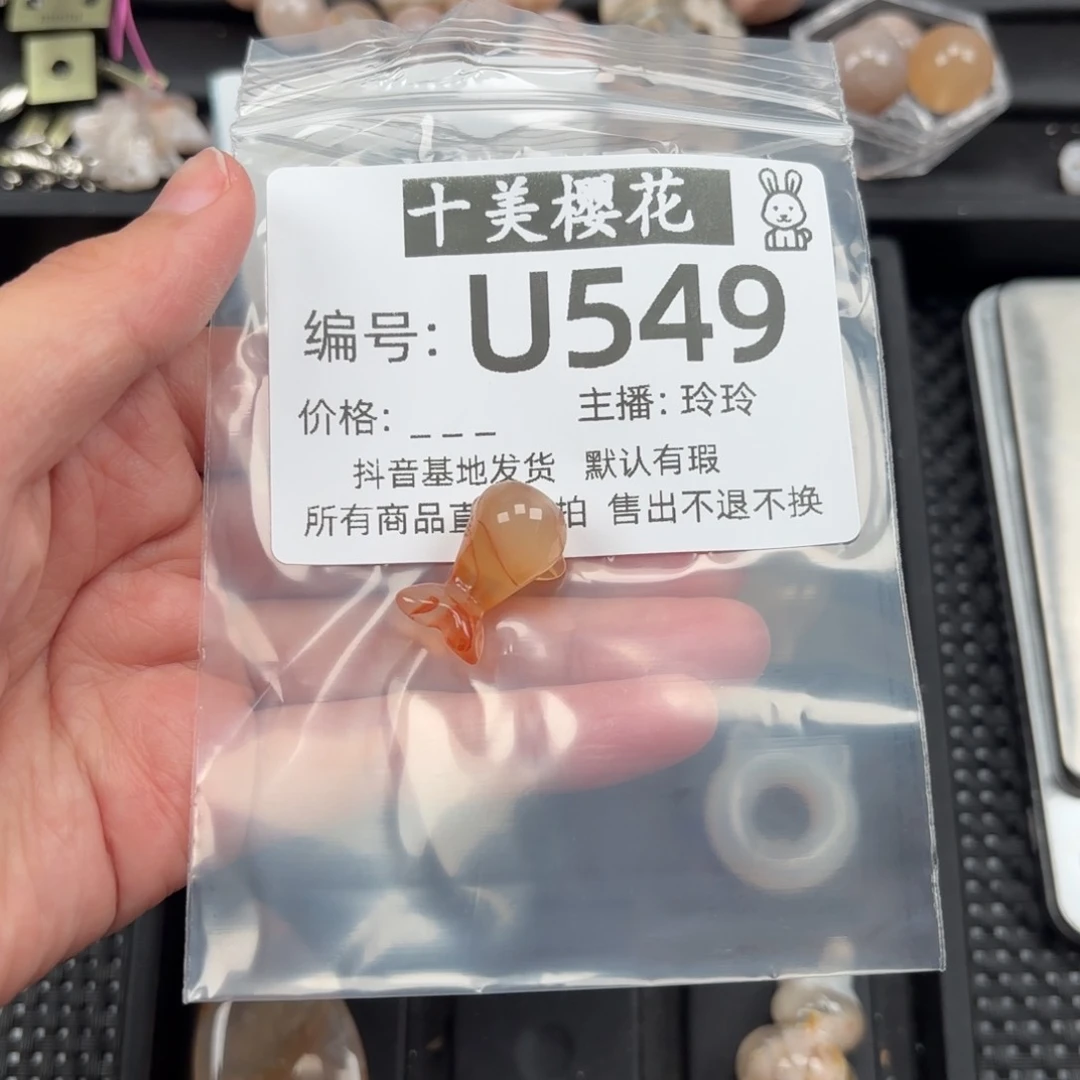 十美樱花
编号: U549
价格: _ _ _ 主播: 玲玲
抖音基地发货 默认有瑕
所有商品直 拍 售出不退不换